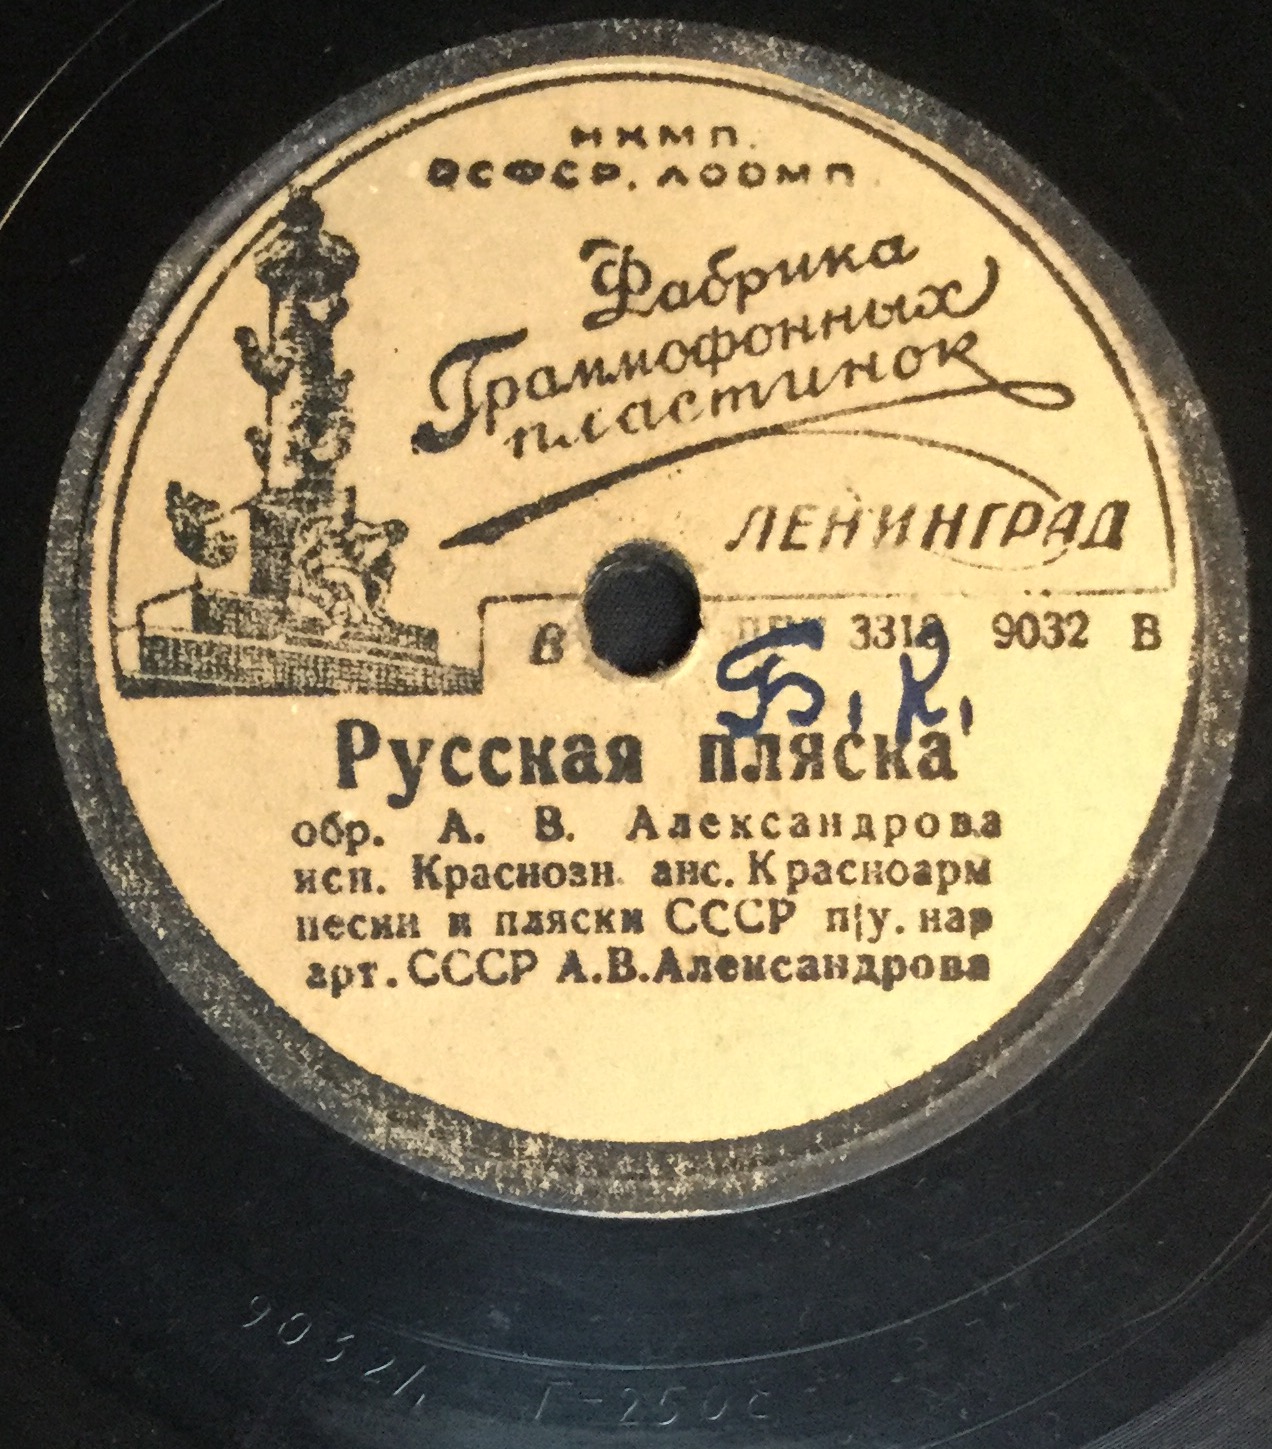 НКМП.
РСФСР. ЛООМП
Фабрика
Граммофонных
пластинок
ЛЕНИНГРАД
В 3318 9032 В
Б. К.
Русская пляска
обр. А. В. Александрова
исп. Краснозн. анс. Красноарм
песни и пляски СССР п/у. нар
арт. СССР А.В.Александрова